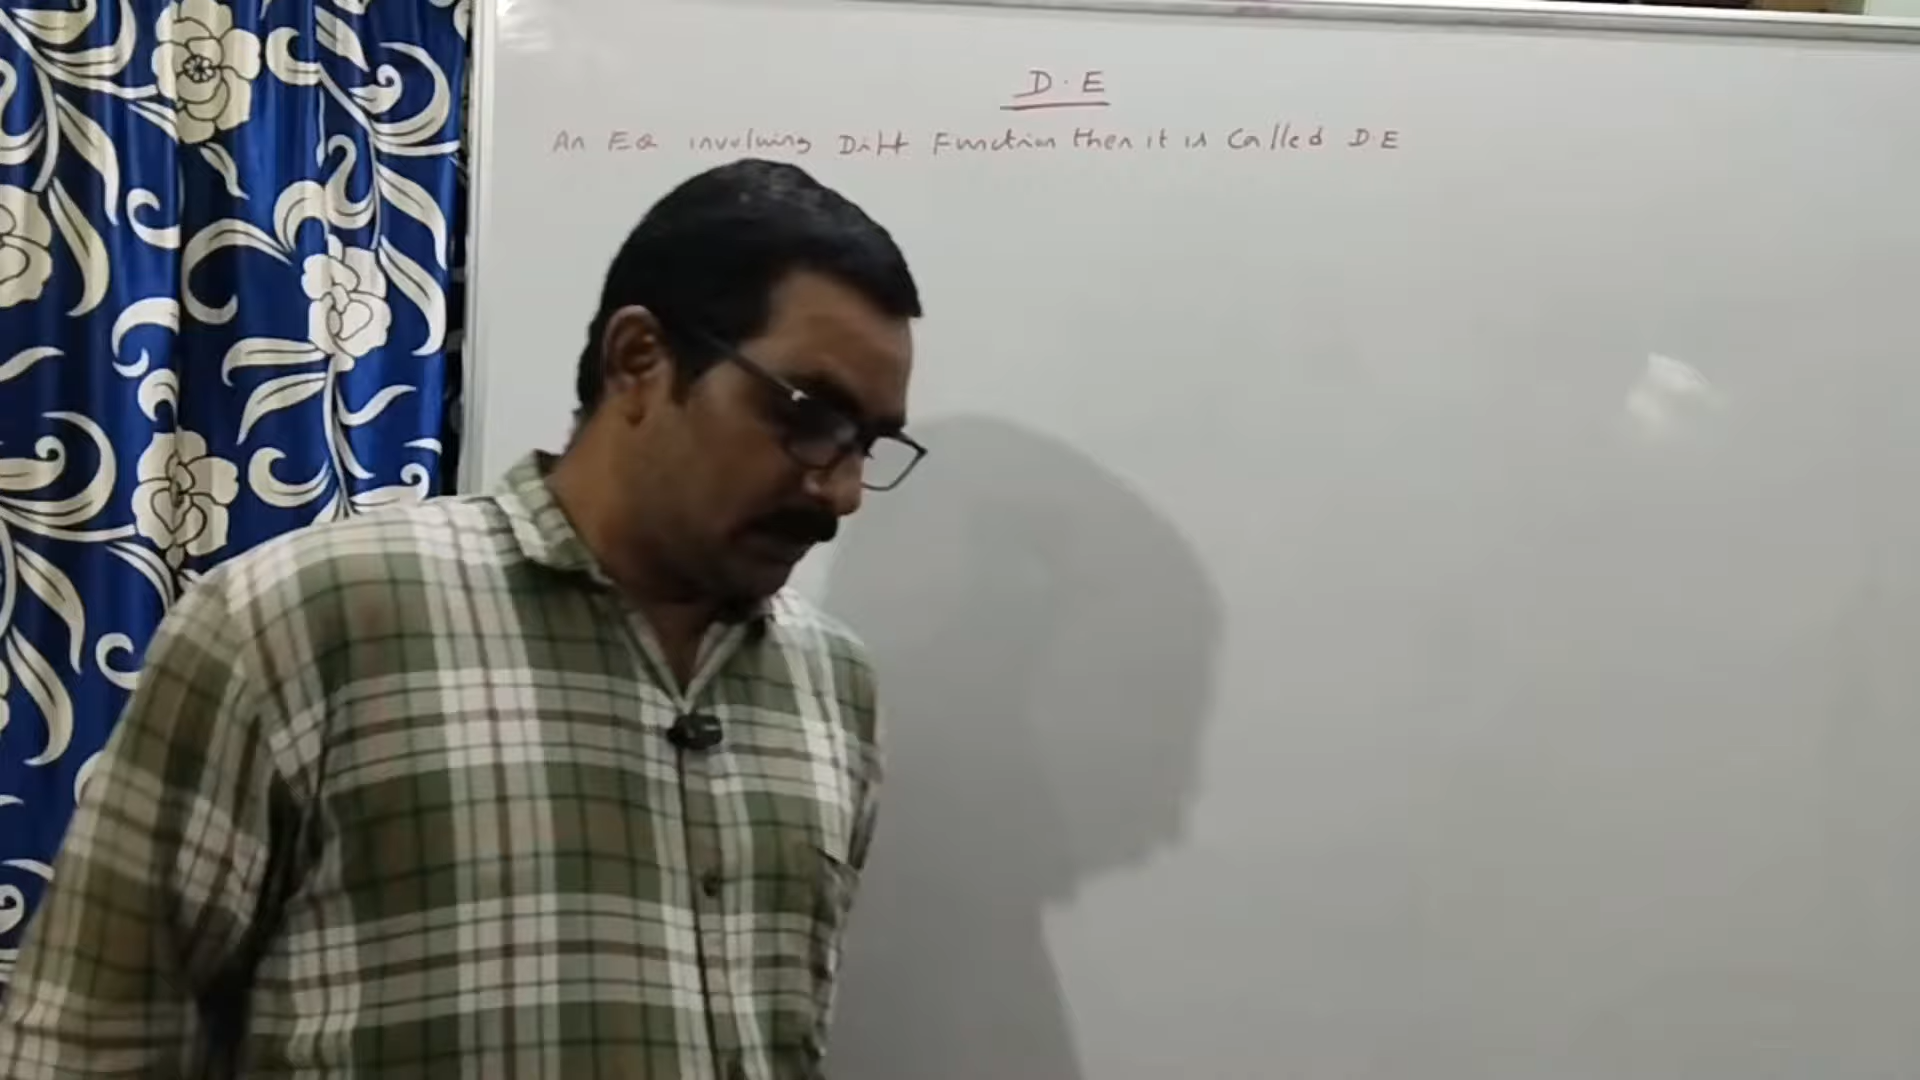 D.E
An EQ involving Diff Function then it is Called D.E